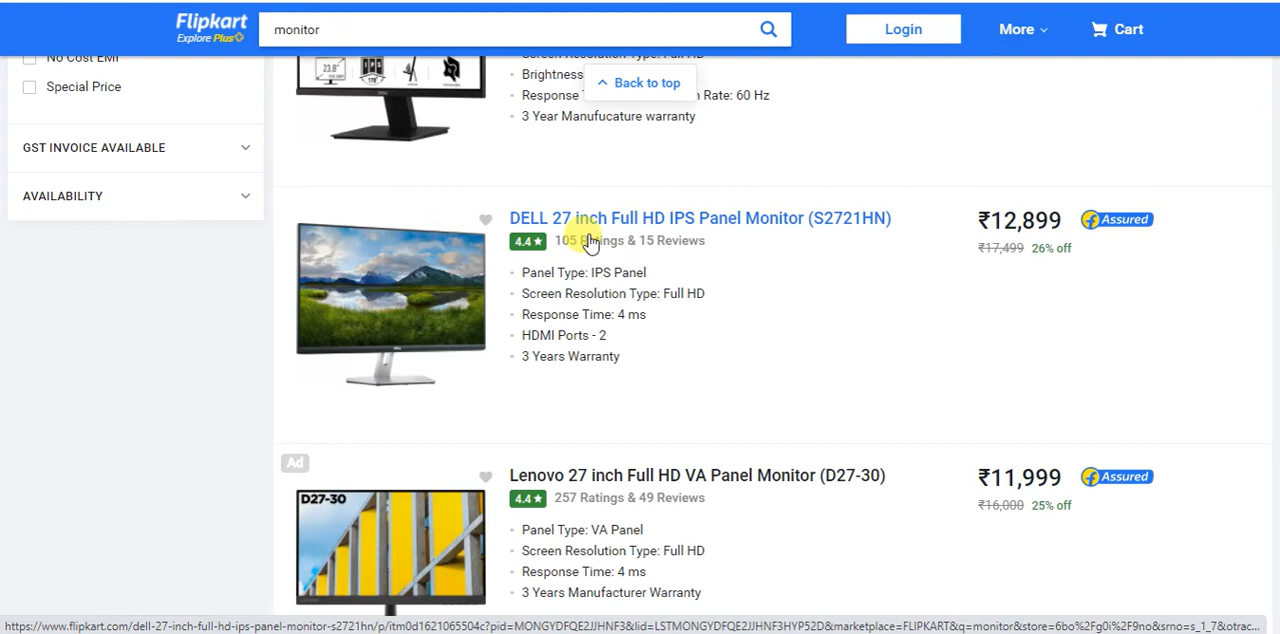 Flipkart
Explore Plus
monitor
Login
More
Cart
No Cost EMI
Special Price
GST INVOICE AVAILABLE
AVAILABILITY
23.8"
IPS
178°
Brightness
Back to top
Response
n Rate: 60 Hz
3 Year Manufucature warranty
DELL 27 inch Full HD IPS Panel Monitor (S2721HN)
₹12,899
Assured
4.4★
105 Ratings & 15 Reviews
₹17,499 26% off
Panel Type: IPS Panel
Screen Resolution Type: Full HD
Response Time: 4 ms
HDMI Ports - 2
3 Years Warranty
Ad
Lenovo 27 inch Full HD VA Panel Monitor (D27-30)
₹11,999
Assured
D27-30
4.4★
257 Ratings & 49 Reviews
₹16,000 25% off
Panel Type: VA Panel
Screen Resolution Type: Full HD
Response Time: 4 ms
3 Years Manufacturer Warranty
https://www.flipkart.com/dell-27-inch-full-hd-ips-panel-monitor-s2721hn/p/itm0d1621065504c?pid=MONGYDFQE2JJHNF3&lid=LSTMONGYDFQE2JJHNF3HYP52D&marketplace=FLIPKART&q=monitor&store=6bo%2Fg0i%2F9no&srno=s_1_7&otrac...